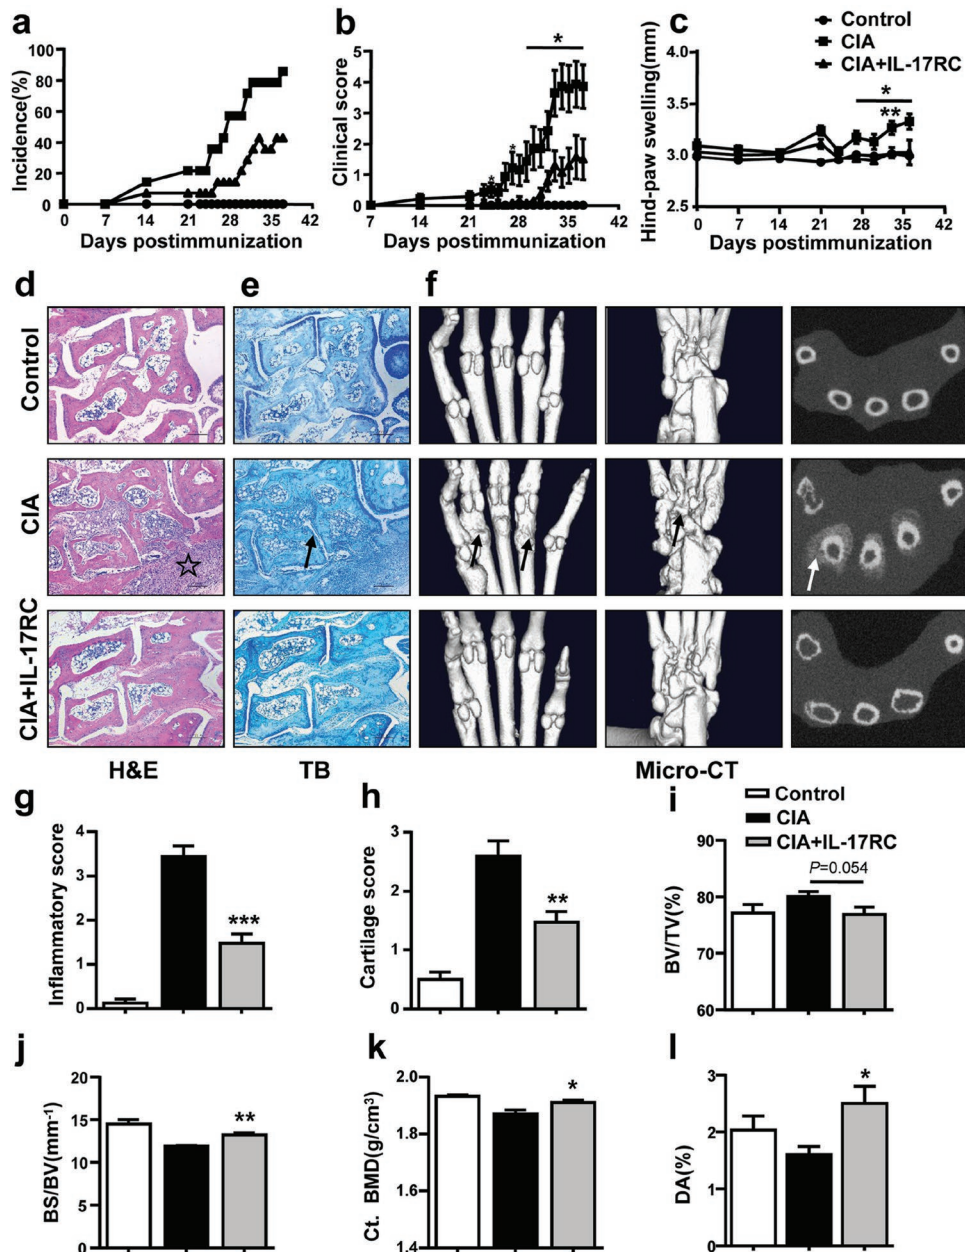 a
Incidence(%)
100
80
60
40
20
0
0 7 14 21 28 35 42
Days postimmunization
b
Clinical score
5
4
3
2
1
0
*
*
*
7 14 21 28 35 42
Days postimmunization
c
Control
CIA
CIA+IL-17RC
Hind-paw swelling(mm)
4.0
3.5
3.0
2.5
*
**
0 7 14 21 28 35 42
Days postimmunization
d e f
Control
CIA
CIA+IL-17RC
H&E TB Micro-CT
g
Inflammatory score
4
3
2
1
0
***
h
Cartilage score
3
2
1
0
**
i
Control
CIA
CIA+IL-17RC
BV/TV(%)
90
80
70
60
P=0.054
j
BS/BV(mm⁻¹)
20
15
10
5
0
**
k
Ct. BMD(g/cm³)
2.0
1.8
1.6
1.4
*
l
DA(%)
3
2
1
0
*